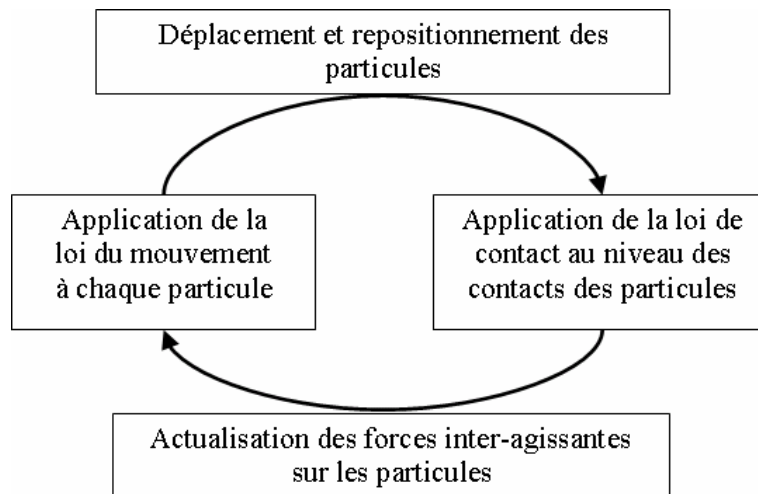 Déplacement et repositionnement des
particules
Application de la
loi du mouvement
à chaque particule
Application de la loi de
contact au niveau des
contacts des particules
Actualisation des forces inter-agissantes
sur les particules